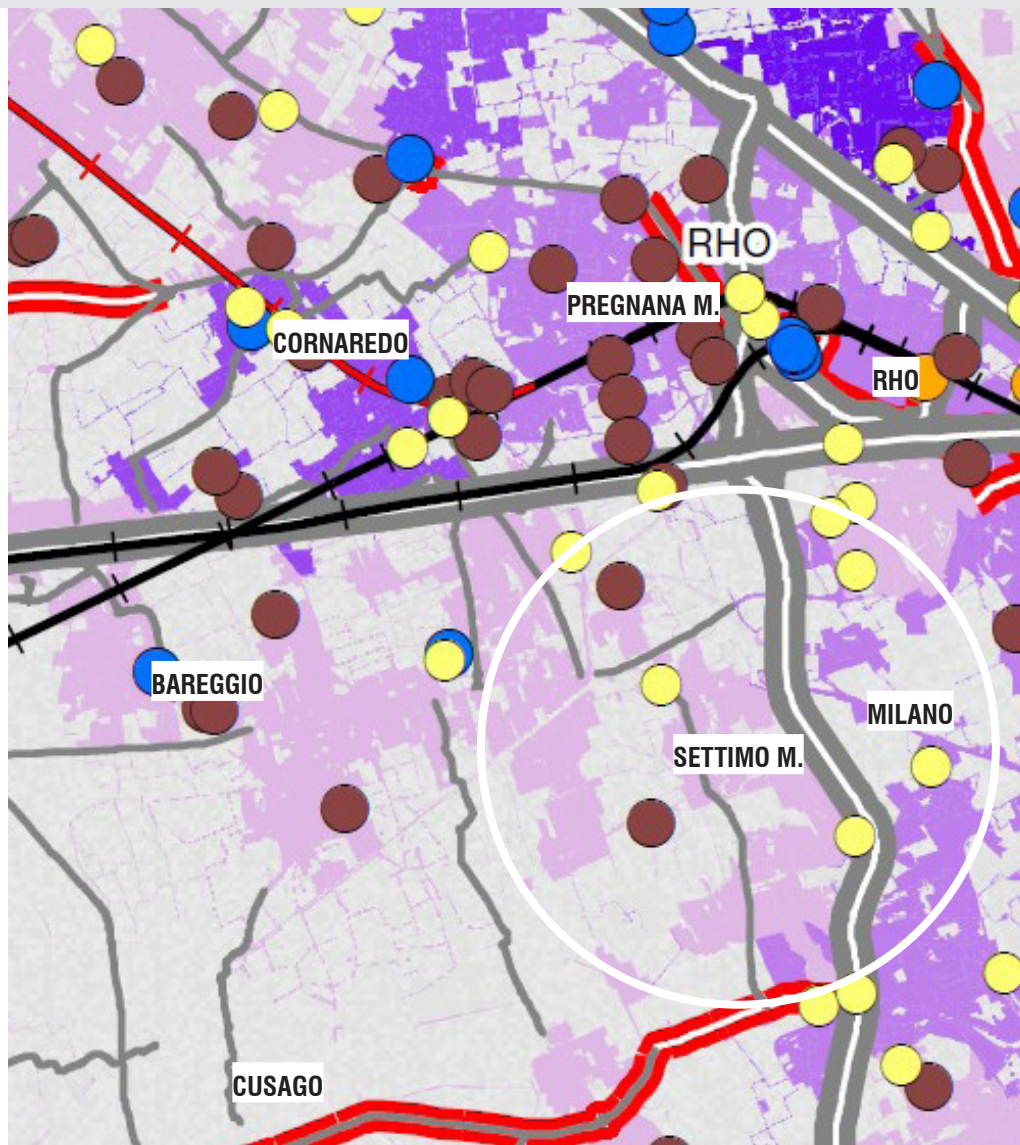 RHO
PREGNANA M.
CORNAREDO
RHO
BAREGGIO
MILANO
SETTIMO M.
CUSAGO